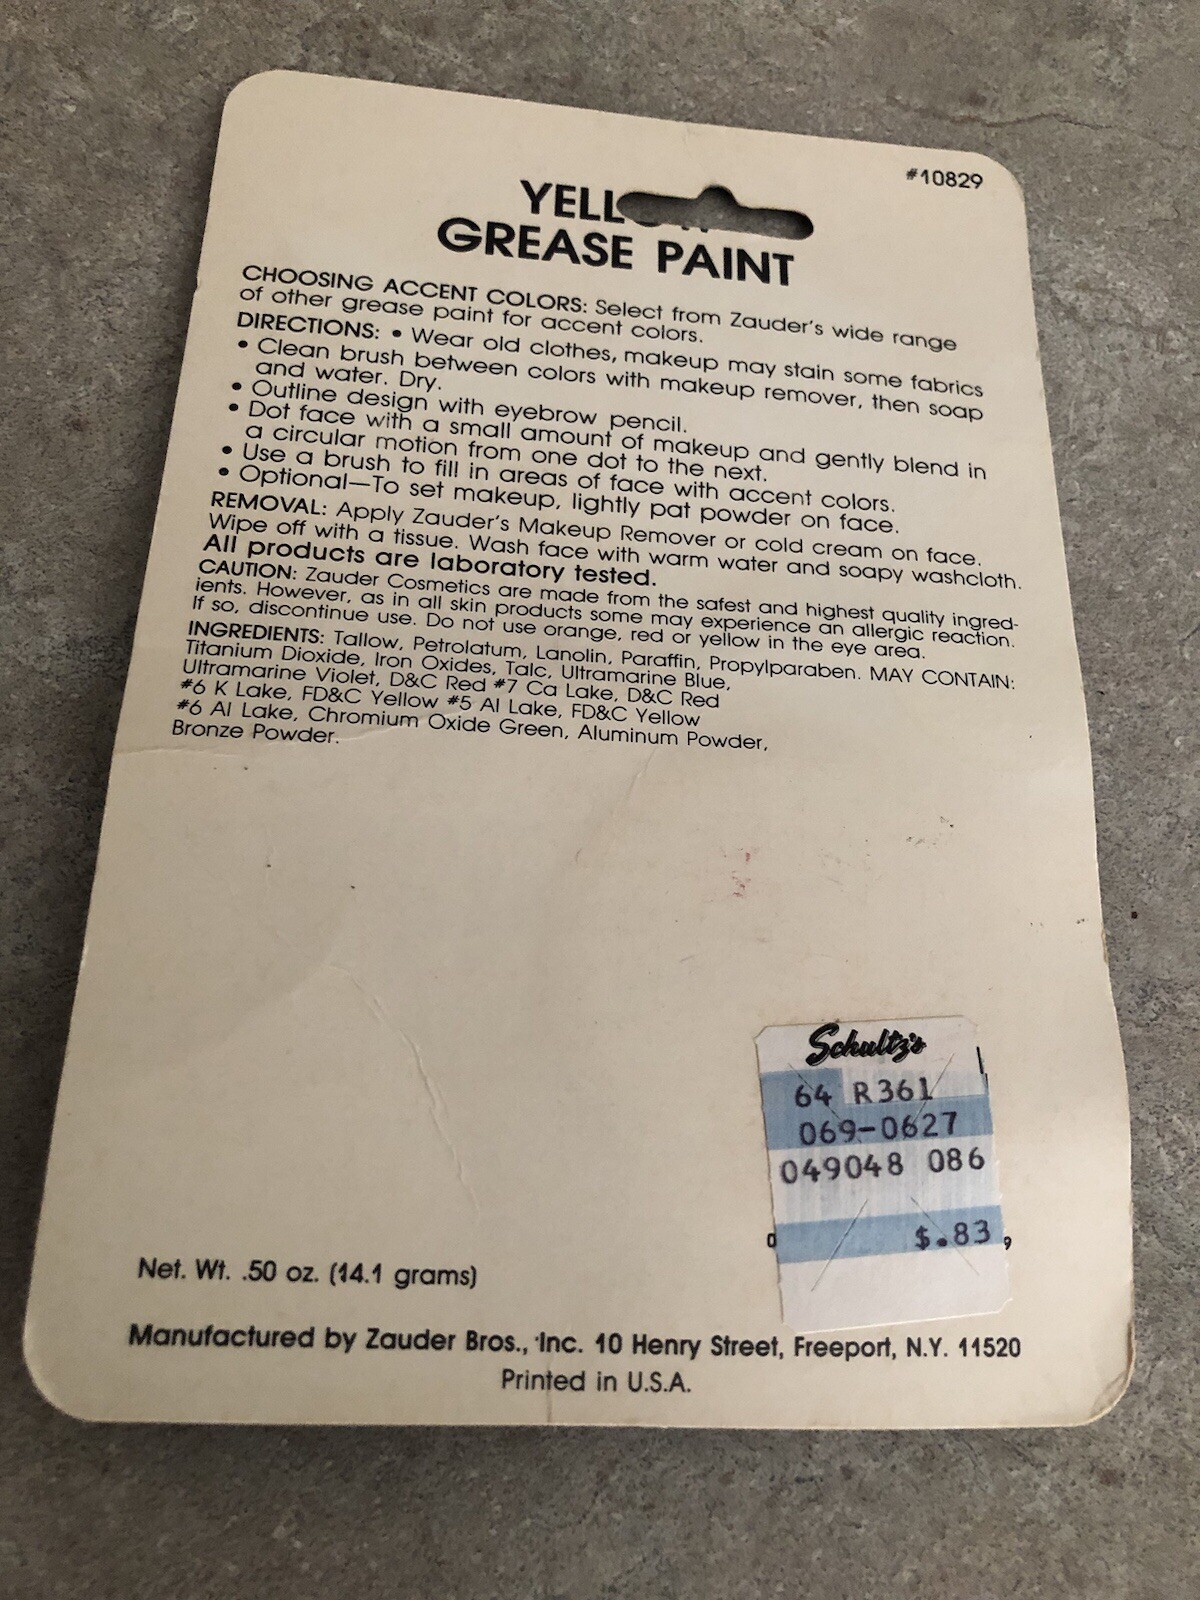 #10829
YELLOW
GREASE PAINT
CHOOSING ACCENT COLORS: Select from Zauder's wide range
of other grease paint for accent colors.
DIRECTIONS: • Wear old clothes, makeup may stain some fabrics
• Clean brush between colors with makeup remover, then soap
and water. Dry.
• Outline design with eyebrow pencil.
• Dot face with a small amount of makeup and gently blend in
a circular motion from one dot to the next.
• Use a brush to fill in areas of face with accent colors.
• Optional—To set makeup, lightly pat powder on face.
REMOVAL: Apply Zauder's Makeup Remover or cold cream on face.
Wipe off with a tissue. Wash face with warm water and soapy washcloth.
All products are laboratory tested.
CAUTION: Zauder Cosmetics are made from the safest and highest quality ingred-
ients. However, as in all skin products some may experience an allergic reaction.
If so, discontinue use. Do not use orange, red or yellow in the eye area.
INGREDIENTS: Tallow, Petrolatum, Lanolin, Paraffin, Propylparaben. MAY CONTAIN:
Titanium Dioxide, Iron Oxides, Talc, Ultramarine Blue,
Ultramarine Violet, D&C Red #7 Ca Lake, D&C Red
#6 K Lake, FD&C Yellow #5 Al Lake, FD&C Yellow
#6 Al Lake, Chromium Oxide Green, Aluminum Powder,
Bronze Powder.
Schultz's
64 R361
069-0627
049048 086
$.83
0 9
Net. Wt. .50 oz. (14.1 grams)
Manufactured by Zauder Bros., Inc. 10 Henry Street, Freeport, N.Y. 11520
Printed in U.S.A.